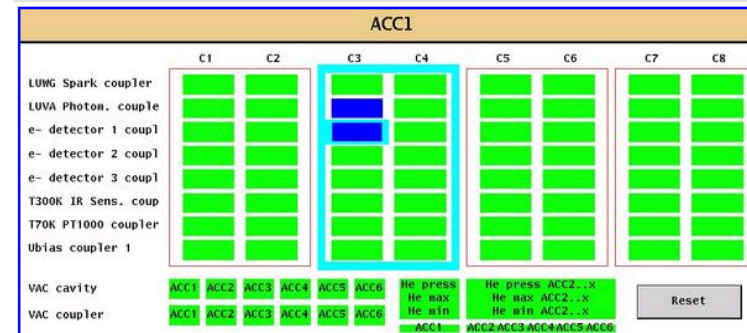 ACC1
C1 C2 C3 C4 C5 C6 C7 C8
LUWG Spark coupler
LUVA Photon. couple
e- detector 1 coupl
e- detector 2 coupl
e- detector 3 coupl
T300K IR Sens. coup
T70K PT1000 coupler
Ubias coupler 1
VAC cavity ACC1 ACC2 ACC3 ACC4 ACC5 ACC6
VAC coupler ACC1 ACC2 ACC3 ACC4 ACC5 ACC6
He press
He max
He min
ACC1
He press ACC2..x
He max ACC2..x
He min ACC2..x
ACC2 ACC3 ACC4 ACC5 ACC6
Reset